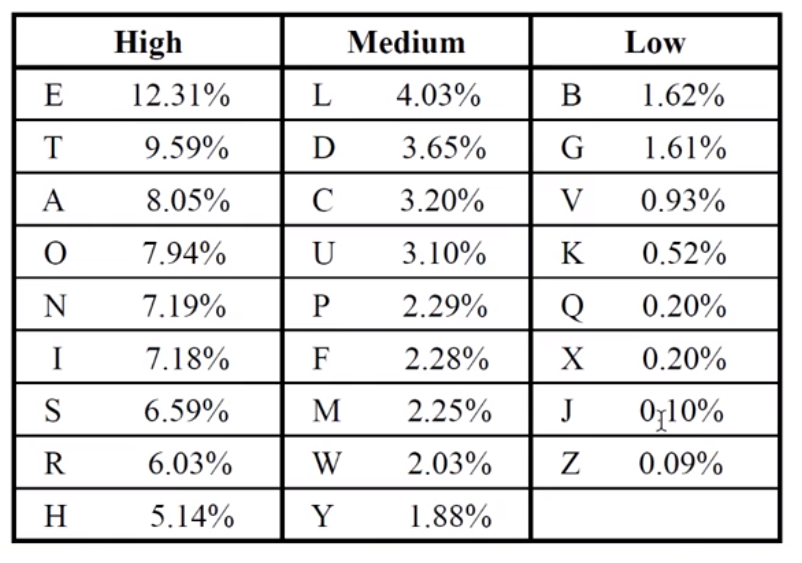 High Medium Low
E 12.31% L 4.03% B 1.62%
T 9.59% D 3.65% G 1.61%
A 8.05% C 3.20% V 0.93%
O 7.94% U 3.10% K 0.52%
N 7.19% P 2.29% Q 0.20%
I 7.18% F 2.28% X 0.20%
S 6.59% M 2.25% J 0.10%
R 6.03% W 2.03% Z 0.09%
H 5.14% Y 1.88%